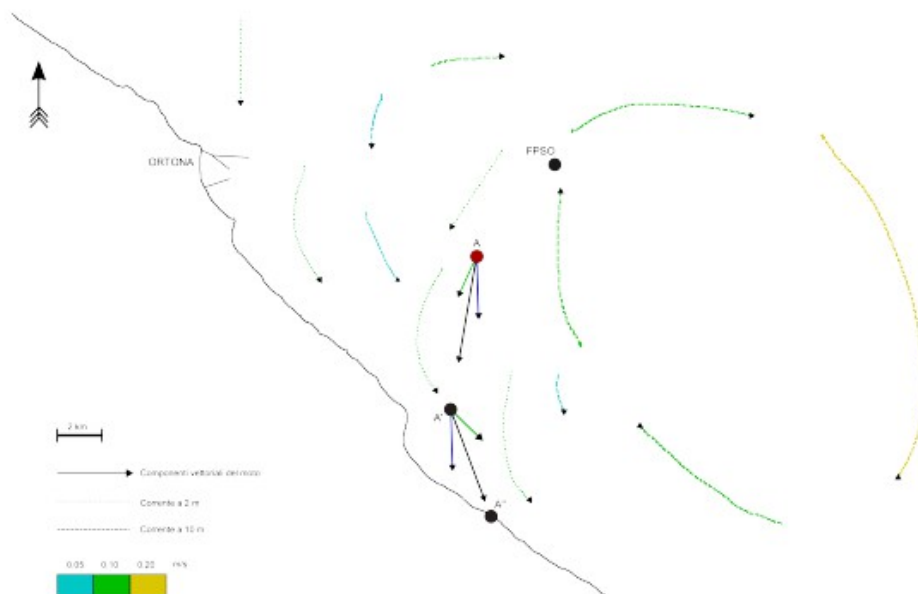 ORTONA
FPSO
A
A'
A''
2 km
Componenti vettoriali del moto
Corrente a 2 m
Corrente a 10 m
0.05 0.10 0.20 m/s